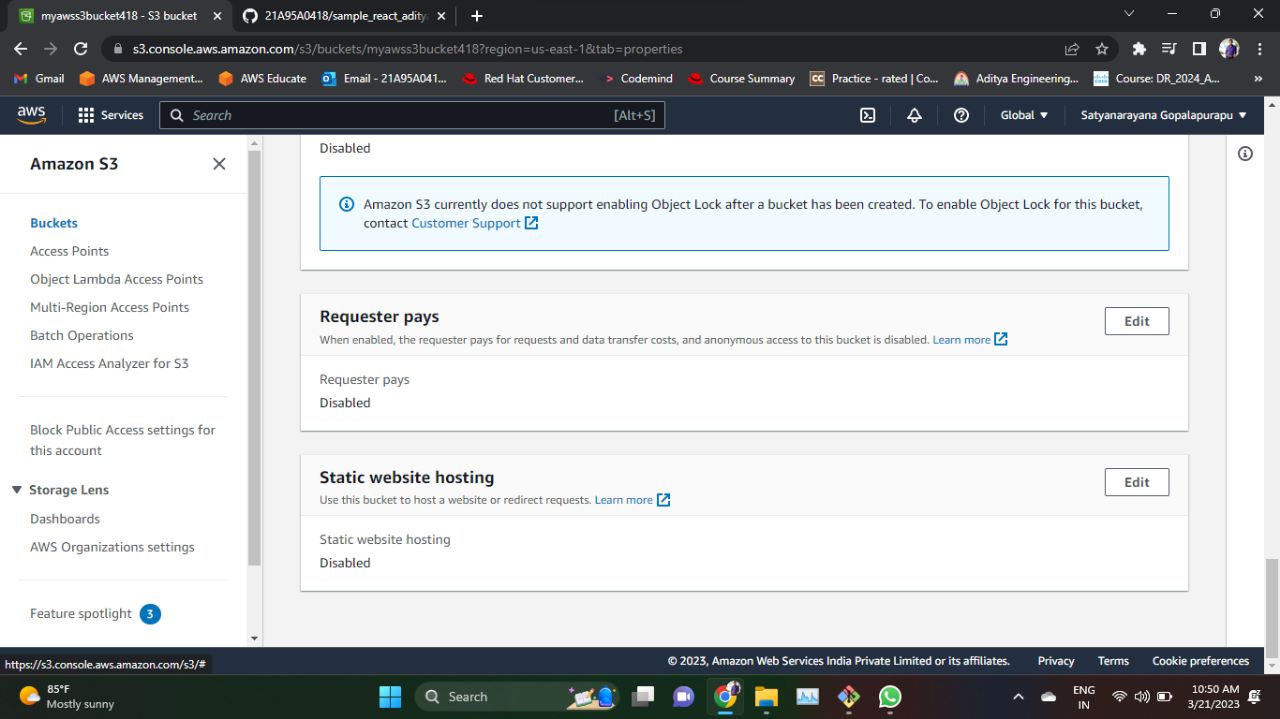 myawss3bucket418 - S3 bucket
21A95A0418/sample_react_aditya
s3.console.aws.amazon.com/s3/buckets/myawss3bucket418?region=us-east-1&tab=properties
Gmail
AWS Management...
AWS Educate
Email - 21A95A041...
Red Hat Customer...
Codemind
Course Summary
CC
Practice - rated | Co...
Aditya Engineering...
Course: DR_2024_A...
»
aws
Services
Search
[Alt+S]
Global
Satyanarayana Gopalapurapu
Amazon S3
Buckets
Access Points
Object Lambda Access Points
Multi-Region Access Points
Batch Operations
IAM Access Analyzer for S3
Block Public Access settings for
this account
Storage Lens
Dashboards
AWS Organizations settings
Feature spotlight 3
https://s3.console.aws.amazon.com/s3/#
Disabled
Amazon S3 currently does not support enabling Object Lock after a bucket has been created. To enable Object Lock for this bucket,
contact Customer Support
Requester pays
Edit
When enabled, the requester pays for requests and data transfer costs, and anonymous access to this bucket is disabled. Learn more
Requester pays
Disabled
Static website hosting
Edit
Use this bucket to host a website or redirect requests. Learn more
Static website hosting
Disabled
© 2023, Amazon Web Services India Private Limited or its affiliates.
Privacy
Terms
Cookie preferences
85°F
Mostly sunny
Search
ENG
IN
10:50 AM
3/21/2023